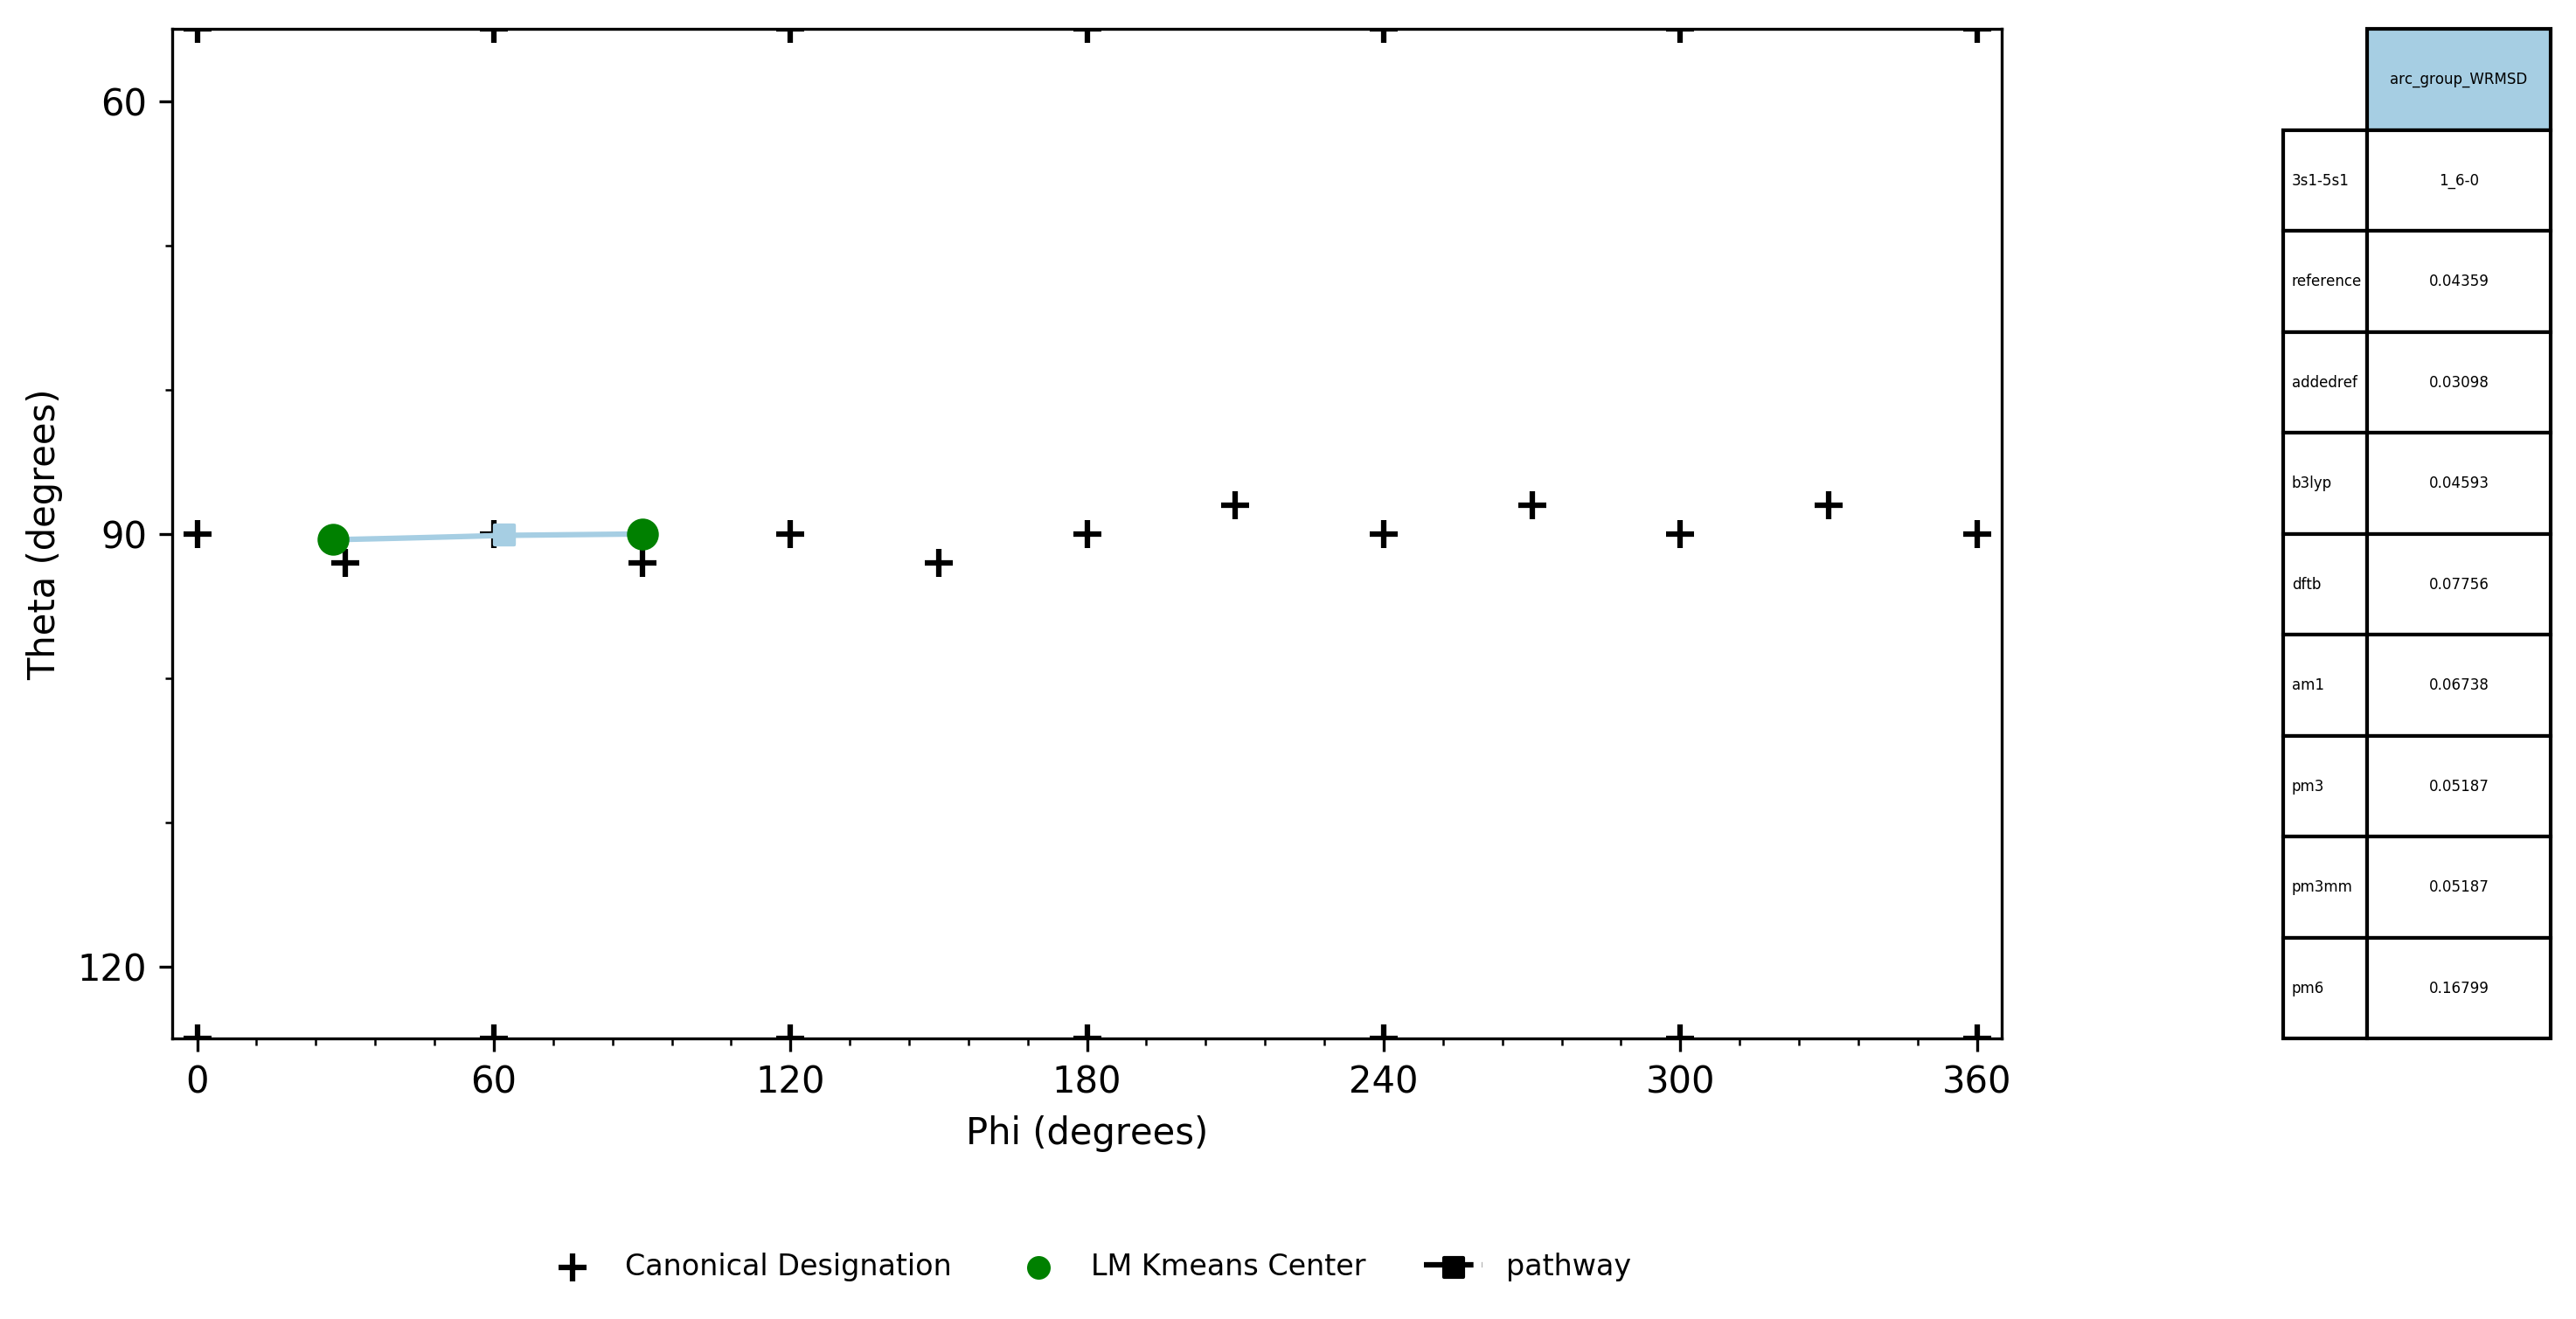 60
90
120
Theta (degrees)
0 60 120 180 240 300 360
Phi (degrees)
Canonical Designation LM Kmeans Center pathway
arc_group_WRMSD
3s1-5s1 1_6-0
reference 0.04359
addedref 0.03098
b3lyp 0.04593
dftb 0.07756
am1 0.06738
pm3 0.05187
pm3mm 0.05187
pm6 0.16799